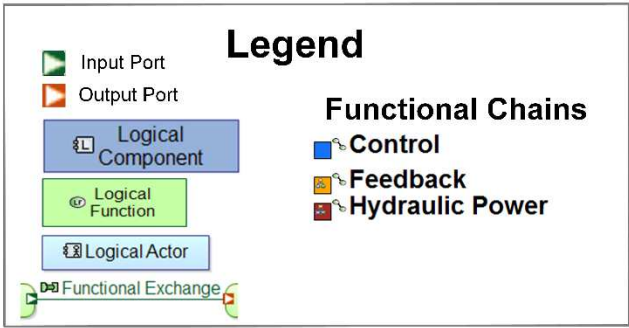 Legend
Input Port
Output Port
Logical
Component
Logical
Function
Logical Actor
Functional Exchange
Functional Chains
Control
Feedback
Hydraulic Power